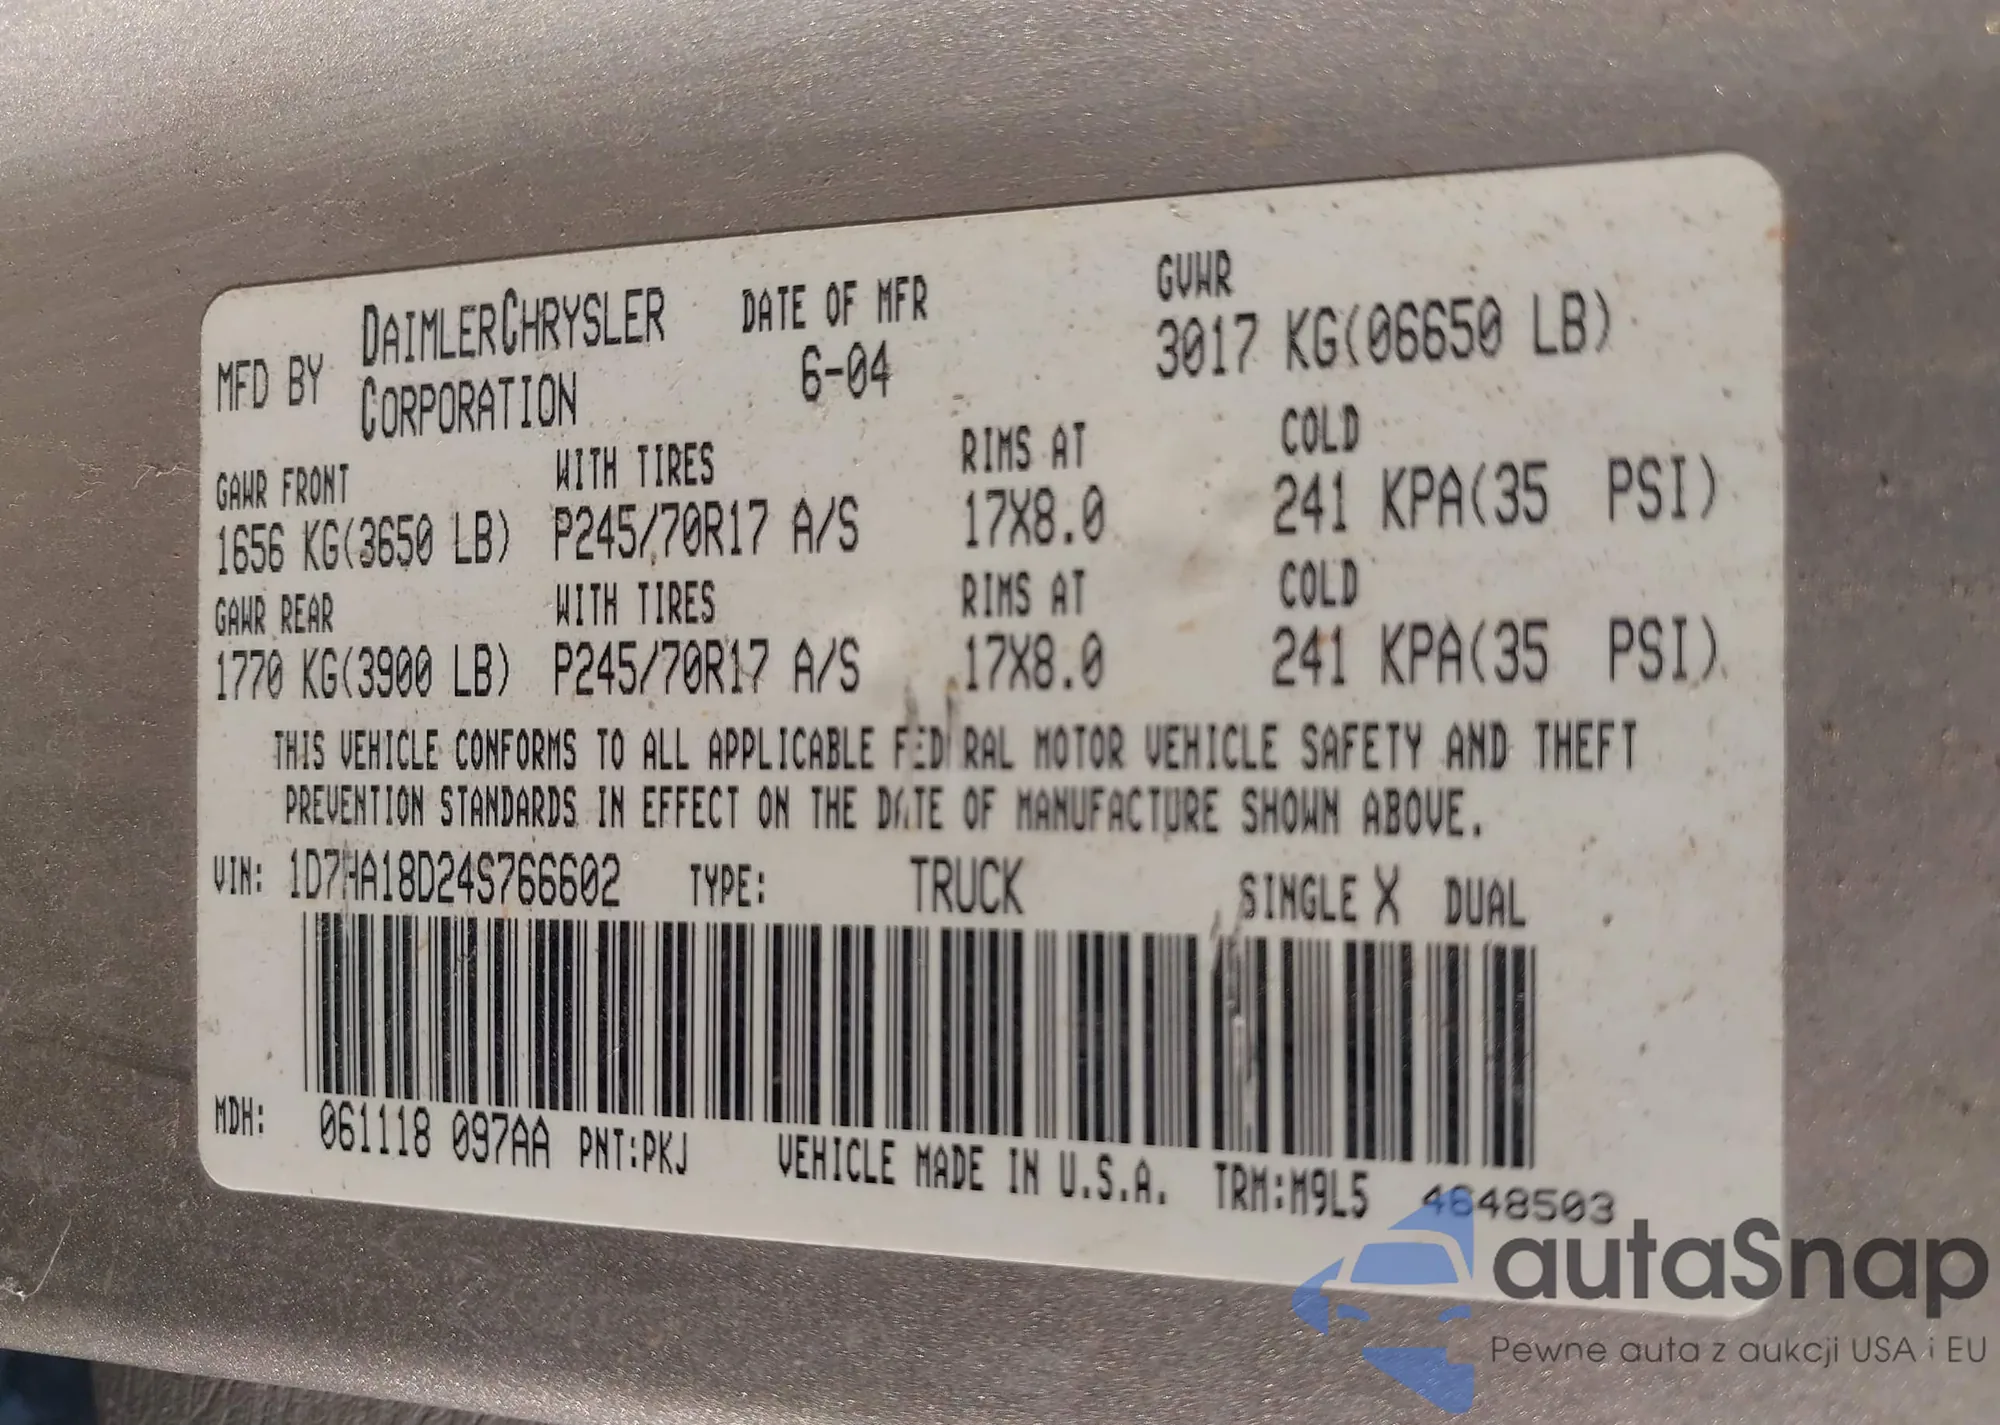 MFD BY DAIMLERCHRYSLER CORPORATION DATE OF MFR 6-04 GVWR 3017 KG(06650 LB)
GAWR FRONT WITH TIRES RIMS AT COLD
1656 KG(3650 LB) P245/70R17 A/S 17X8.0 241 KPA(35 PSI)
GAWR REAR WITH TIRES RIMS AT COLD
1770 KG(3900 LB) P245/70R17 A/S 17X8.0 241 KPA(35 PSI)
THIS VEHICLE CONFORMS TO ALL APPLICABLE FEDERAL MOTOR VEHICLE SAFETY AND THEFT
PREVENTION STANDARDS IN EFFECT ON THE DATE OF MANUFACTURE SHOWN ABOVE.
VIN: 1D7HA18D24S766602 TYPE: TRUCK SINGLE X DUAL
MDH: 061118 097AA PNT:PKJ VEHICLE MADE IN U.S.A. TRM:M9L5 4648503
autaSnap
Pewne auta z aukcji USA i EU